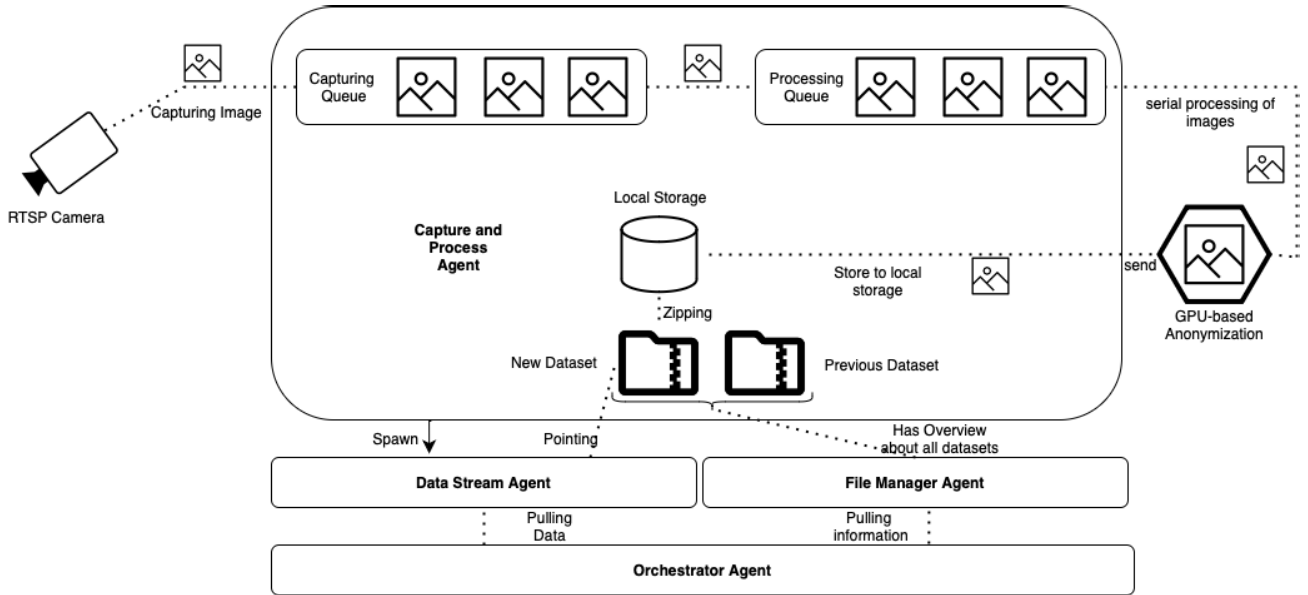 Capturing
Queue
Processing
Queue
Capturing Image
serial processing of
images
RTSP Camera
Local Storage
Capture and
Process
Agent
Store to local
storage
send
GPU-based
Anonymization
Zipping
New Dataset
Previous Dataset
Spawn
Pointing
Has Overview
about all datasets
Data Stream Agent
File Manager Agent
Pulling
Data
Pulling
information
Orchestrator Agent